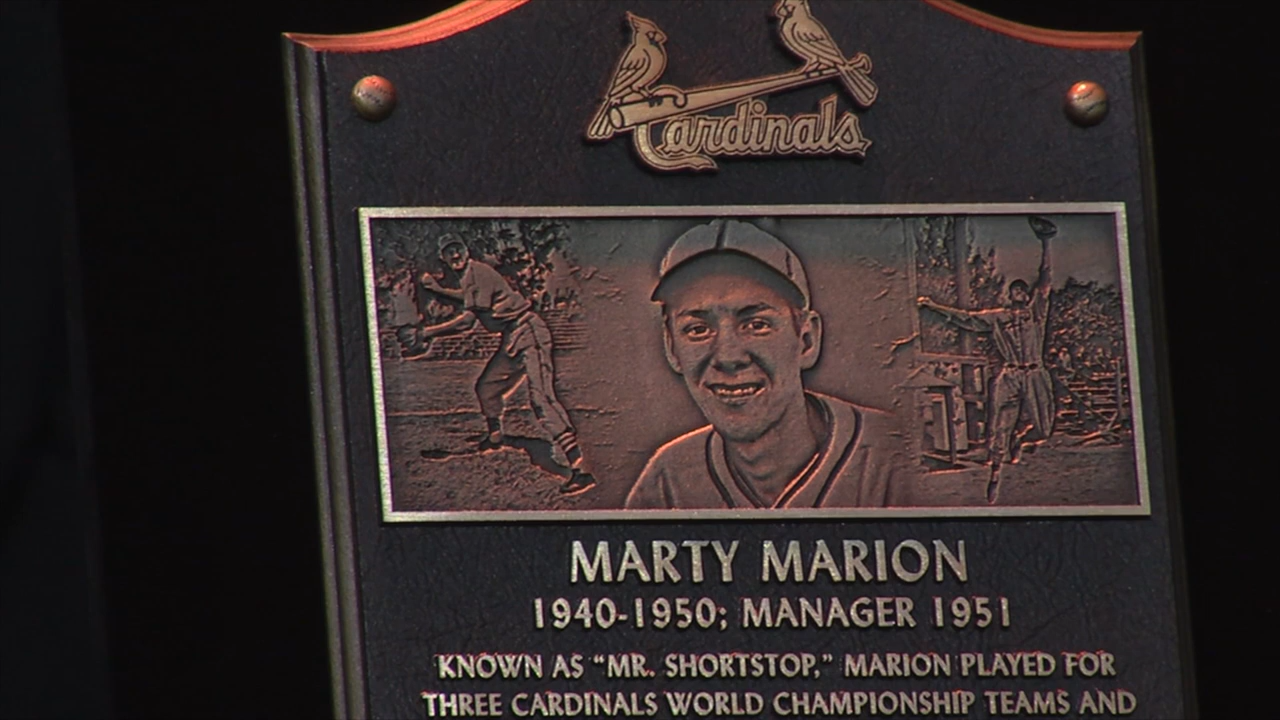 Cardinals
MARTY MARION
1940-1950; MANAGER 1951
KNOWN AS “MR. SHORTSTOP,” MARION PLAYED FOR
THREE CARDINALS WORLD CHAMPIONSHIP TEAMS AND